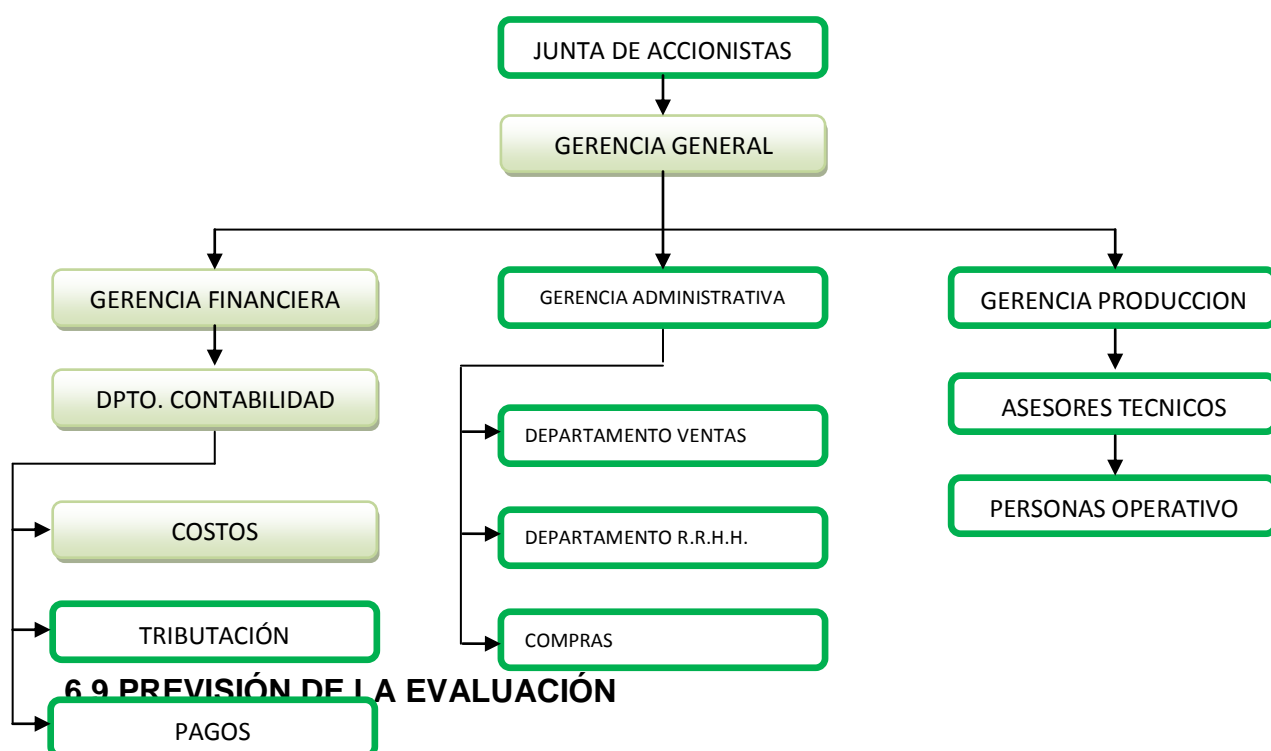 JUNTA DE ACCIONISTAS
GERENCIA GENERAL
GERENCIA FINANCIERA
GERENCIA ADMINISTRATIVA
GERENCIA PRODUCCION
DPTO. CONTABILIDAD
ASESORES TECNICOS
DEPARTAMENTO VENTAS
PERSONAS OPERATIVO
COSTOS
DEPARTAMENTO R.R.H.H.
TRIBUTACIÓN
COMPRAS
6.9 PREVISIÓN DE LA EVALUACIÓN
PAGOS